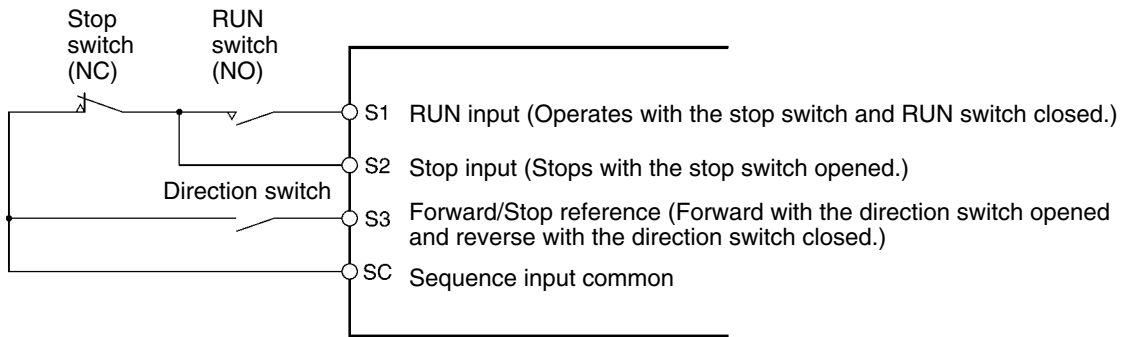 Stop
switch
(NC)
RUN
switch
(NO)
S1 RUN input (Operates with the stop switch and RUN switch closed.)
S2 Stop input (Stops with the stop switch opened.)
Direction switch
S3 Forward/Stop reference (Forward with the direction switch opened
and reverse with the direction switch closed.)
SC Sequence input common